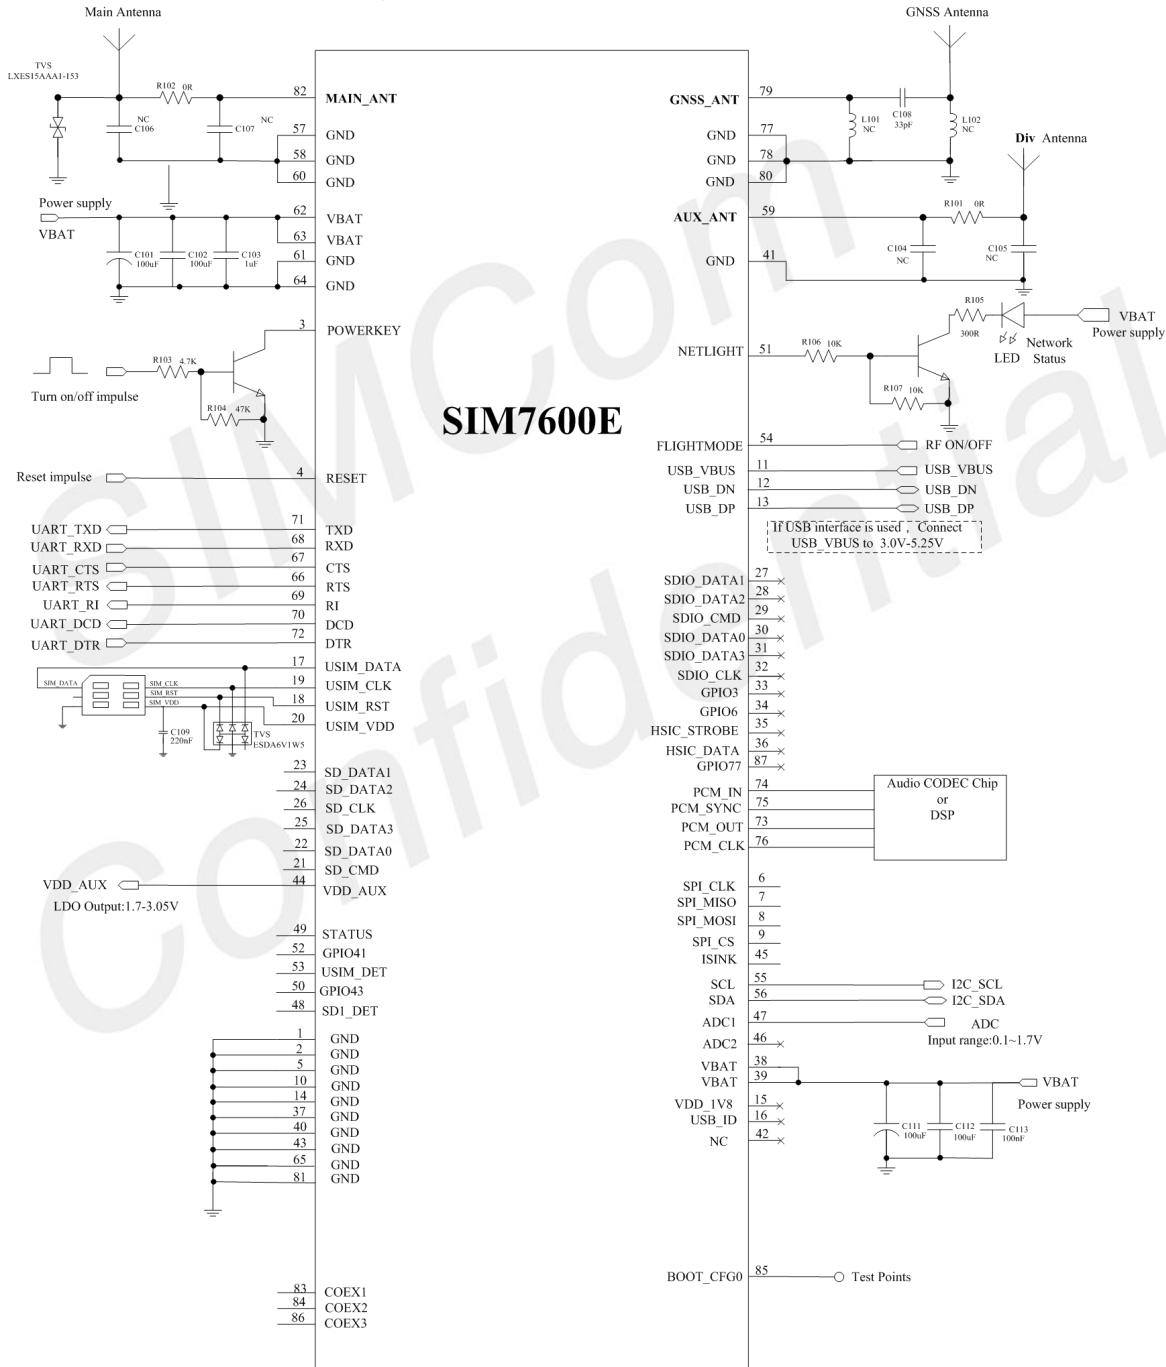 Main Antenna
TVS
LXES15AAA1-153
R102 0R
NC
C106
NC
C107
82 MAIN_ANT
57 GND
58 GND
60 GND
Power supply
VBAT
C101
100uF
C102
100uF
C103
1uF
62 VBAT
63 VBAT
61 GND
64 GND
3 POWERKEY
R103 4.7K
R104 47K
Turn on/off impulse
SIM7600E
Reset impulse 4 RESET
UART_TXD 71 TXD
UART_RXD 68 RXD
UART_CTS 67 CTS
UART_RTS 66 RTS
UART_RI 69 RI
UART_DCD 70 DCD
UART_DTR 72 DTR
17 USIM_DATA
19 USIM_CLK
18 USIM_RST
20 USIM_VDD
SIM_DATA
SIM_CLK
SIM_RST
SIM_VDD
C109
220nF
TVS
ESDA6V1W5
23 SD_DATA1
24 SD_DATA2
26 SD_CLK
25 SD_DATA3
22 SD_DATA0
21 SD_CMD
VDD_AUX 44 VDD_AUX
LDO Output:1.7-3.05V
49 STATUS
52 GPIO41
53 USIM_DET
50 GPIO43
48 SD1_DET
1 GND
2 GND
5 GND
10 GND
14 GND
37 GND
40 GND
43 GND
65 GND
81 GND
83 COEX1
84 COEX2
86 COEX3
GNSS Antenna
GNSS_ANT 79
L101
NC
C108
33pF
L102
NC
GND 77
GND 78
GND 80
Div Antenna
AUX_ANT 59
R101 0R
C104
NC
C105
NC
GND 41
R105
300R
VBAT
Power supply
LED
Network
Status
NETLIGHT 51
R106 10K
R107 10K
FLIGHTMODE 54 RF ON/OFF
USB_VBUS 11 USB_VBUS
USB_DN 12 USB_DN
USB_DP 13 USB_DP
If USB interface is used , Connect
USB_VBUS to 3.0V-5.25V
SDIO_DATA1 27
SDIO_DATA2 28
SDIO_CMD 29
SDIO_DATA0 30
SDIO_DATA3 31
SDIO_CLK 32
GPIO3 33
GPIO6 34
HSIC_STROBE 35
HSIC_DATA 36
GPIO77 87
PCM_IN 74
PCM_SYNC 75
PCM_OUT 73
PCM_CLK 76
Audio CODEC Chip
or
DSP
SPI_CLK 6
SPI_MISO 7
SPI_MOSI 8
SPI_CS 9
ISINK 45
SCL 55 I2C_SCL
SDA 56 I2C_SDA
ADC1 47 ADC
Input range:0.1~1.7V
ADC2 46
VBAT 38
VBAT 39 VBAT
Power supply
C111
100uF
C112
100uF
C113
100nF
VDD_1V8 15
USB_ID 16
NC 42
BOOT_CFG0 85 Test Points
SIMCom
Confidential